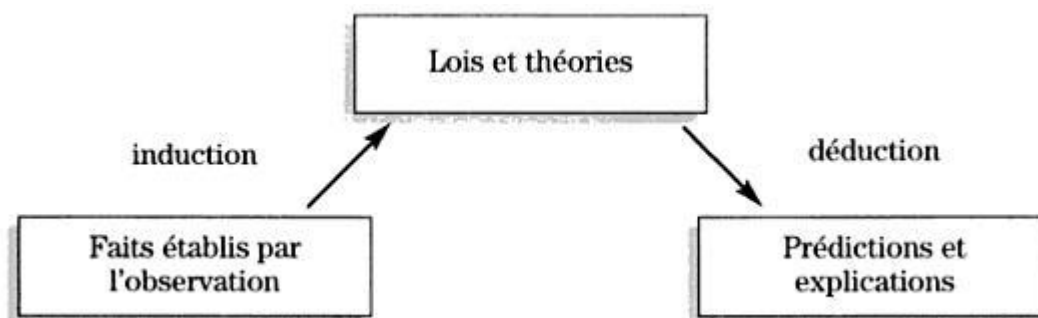 Lois et théories
induction
déduction
Faits établis par
l'observation
Prédictions et
explications